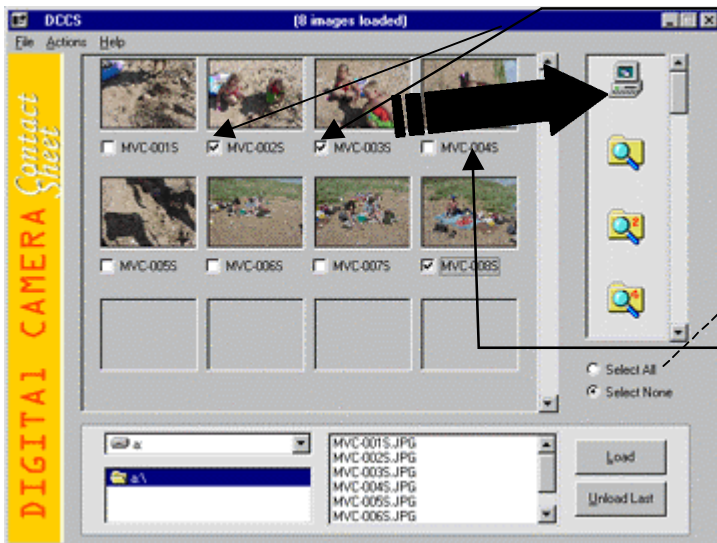 DCCS (8 images loaded)
File Actions Help
DIGITAL CAMERA Contact Sheet
MVC-001S MVC-002S MVC-003S MVC-004S
MVC-005S MVC-006S MVC-007S MVC-008S
2
4
Select All
Select None
a:
a:\
MVC-001S.JPG
MVC-002S.JPG
MVC-003S.JPG
MVC-004S.JPG
MVC-005S.JPG
MVC-006S.JPG
Load
Unload Last